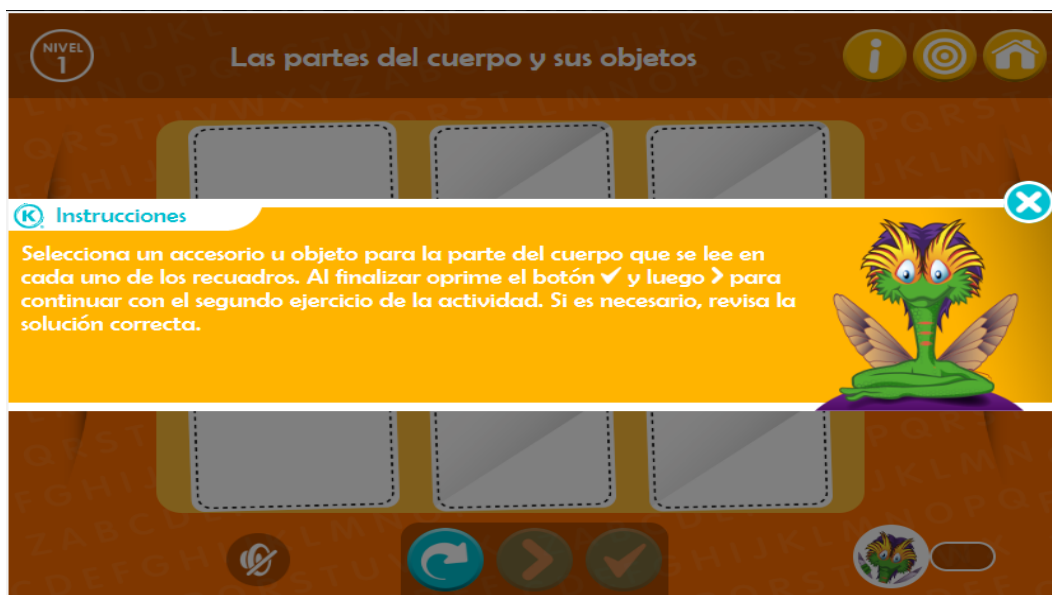 NIVEL
1
Las partes del cuerpo y sus objetos
K Instrucciones
Selecciona un accesorio u objeto para la parte del cuerpo que se lee en
cada uno de los recuadros. Al finalizar oprime el botón ✔ y luego > para
continuar con el segundo ejercicio de la actividad. Si es necesario, revisa la
solución correcta.